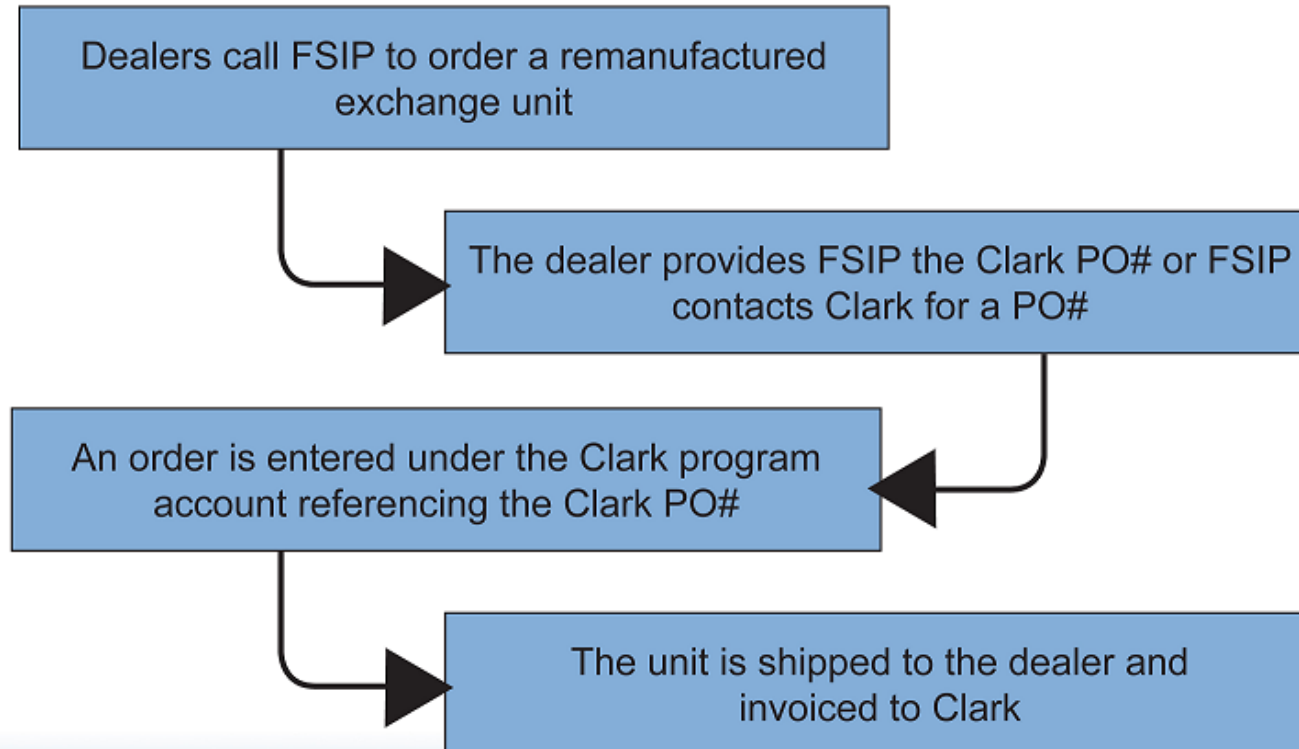 Dealers call FSIP to order a remanufactured
exchange unit
The dealer provides FSIP the Clark PO# or FSIP
contacts Clark for a PO#
An order is entered under the Clark program
account referencing the Clark PO#
The unit is shipped to the dealer and
invoiced to Clark